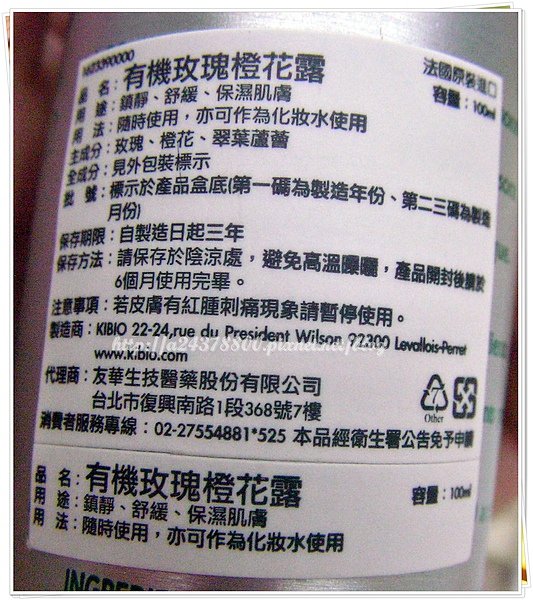 1623390000
品　名：有機玫瑰橙花露
法國原裝進口
用　途：鎮靜、舒緩、保濕肌膚
容量：100ml
用　法：隨時使用，亦可作為化妝水使用
主成分：玫瑰、橙花、翠葉蘆薈
全成分：見外包裝標示
批　號：標示於產品盒底(第一碼為製造年份、第二三碼為製造
月份)
保存期限：自製造日起三年
保存方法：請保存於陰涼處，避免高溫曝曬，產品開封後請於
6個月使用完畢。
注意事項：若皮膚有紅腫刺痛現象請暫停使用。
製造商：KIBIO 22-24,rue du President Wilson 92300 Levallois-Perret
www.kibio.com
代理商：友華生技醫藥股份有限公司
台北市復興南路1段368號7樓
7
Other
消費者服務專線：02-27554881*525 本品經衛生署公告免予申請
品　名：有機玫瑰橙花露
用　途：鎮靜、舒緩、保濕肌膚
容量：100ml
用　法：隨時使用，亦可作為化妝水使用